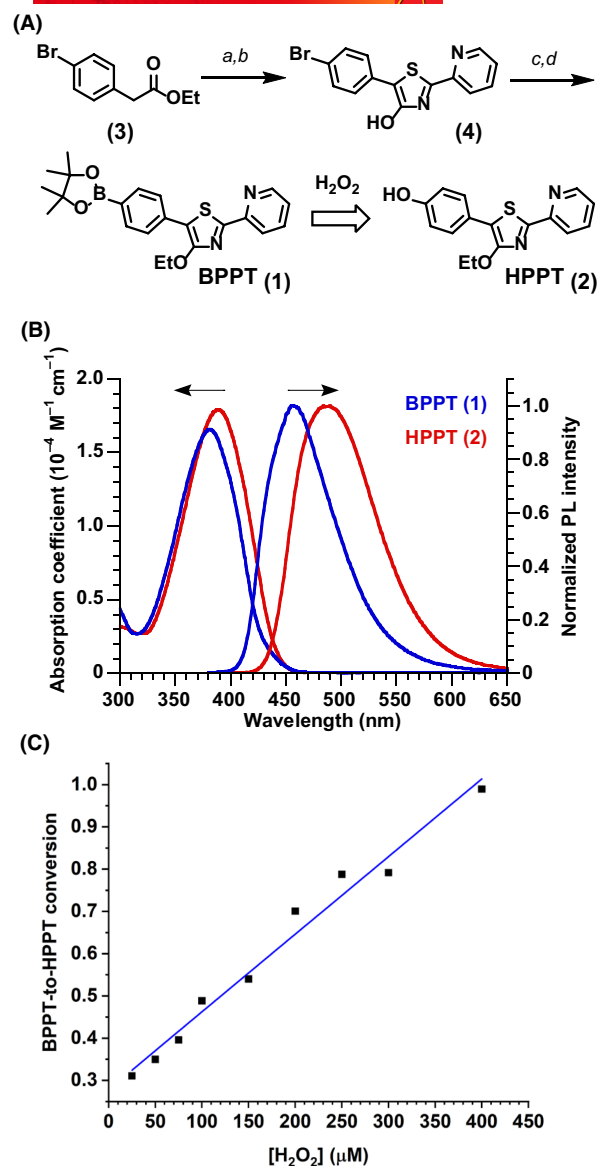 (A)
Br
O
OEt
(3)
a,b
Br
S
N
N
HO
(4)
c,d
O
B
O
S
N
N
EtO
BPPT (1)
H₂O₂
HO
S
N
N
EtO
HPPT (2)
(B)
Absorption coefficient (10⁻⁴ M⁻¹ cm⁻¹)
2.0
1.5
1.0
0.5
0
BPPT (1)
HPPT (2)
1.0
0.8
0.6
0.4
0.2
0
Normalized PL intensity
300 350 400 450 500 550 600 650
Wavelength (nm)
(C)
BPPT-to-HPPT conversion
1.0
0.9
0.8
0.7
0.6
0.5
0.4
0.3
0 50 100 150 200 250 300 350 400 450
[H₂O₂] (µM)